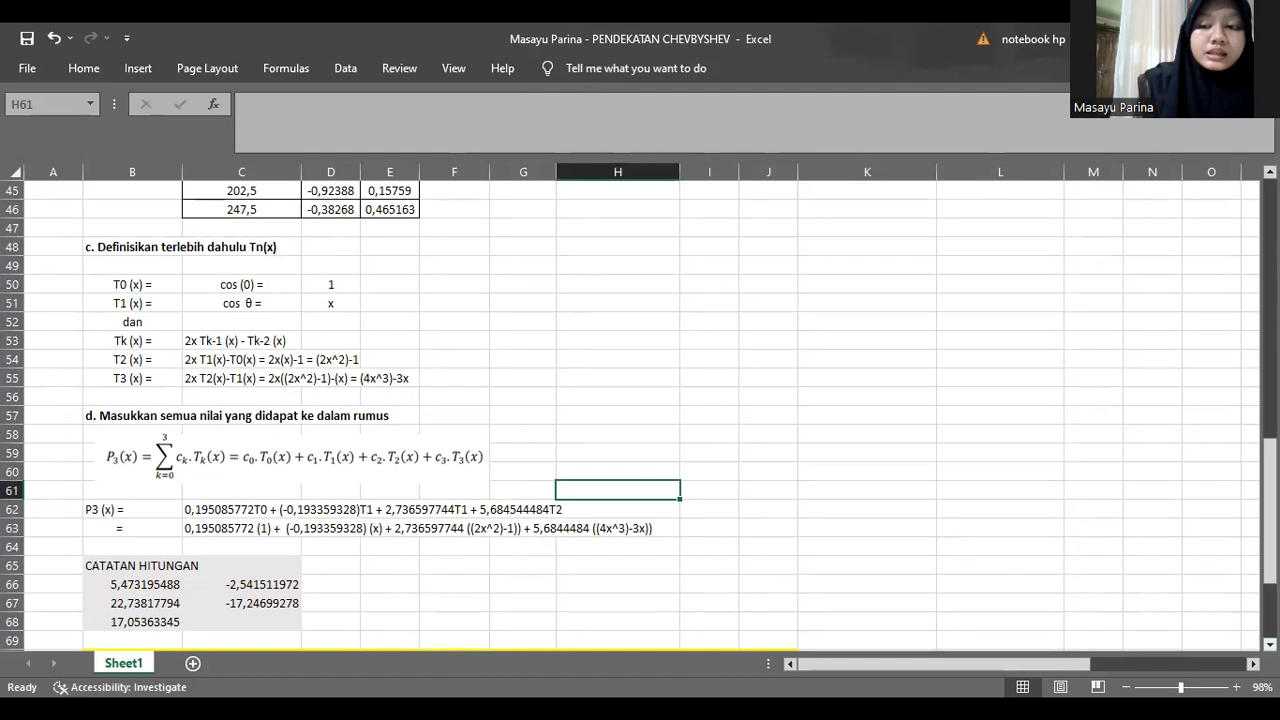 Masayu Parina - PENDEKATAN CHEVBYSHEV - Excel
notebook hp
File Home Insert Page Layout Formulas Data Review View Help Tell me what you want to do
Masayu Parina
H61 fx
A B C D E F G H I J K L M N O
45 202,5 -0,92388 0,15759
46 247,5 -0,38268 0,465163
47
48 c. Definisikan terlebih dahulu Tn(x)
49
50 T0 (x) = cos (0) = 1
51 T1 (x) = cos θ = x
52 dan
53 Tk (x) = 2x Tk-1 (x) - Tk-2 (x)
54 T2 (x) = 2x T1(x)-T0(x) = 2x(x)-1 = (2x^2)-1
55 T3 (x) = 2x T2(x)-T1(x) = 2x((2x^2)-1)-(x) = (4x^3)-3x
56
57 d. Masukkan semua nilai yang didapat ke dalam rumus
58
59 P₃(x) = ∑³ₖ₌₀ cₖ.Tₖ(x) = c₀.T₀(x) + c₁.T₁(x) + c₂.T₂(x) + c₃.T₃(x)
60
61
62 P3 (x) = 0,195085772T0 + (-0,193359328)T1 + 2,736597744T1 + 5,684544484T2
63 = 0,195085772 (1) + (-0,193359328) (x) + 2,736597744 ((2x^2)-1)) + 5,6844484 ((4x^3)-3x))
64
65 CATATAN HITUNGAN
66 5,473195488 -2,541511972
67 22,73817794 -17,24699278
68 17,05363345
69
Sheet1
Ready Accessibility: Investigate 98%